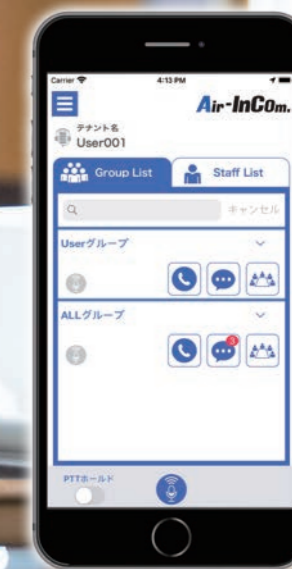 Carrier 4:13 PM
Air-InCom.
テナント名
User001
Group List Staff List
キャンセル
Userグループ
ALLグループ
3
PTTホールド